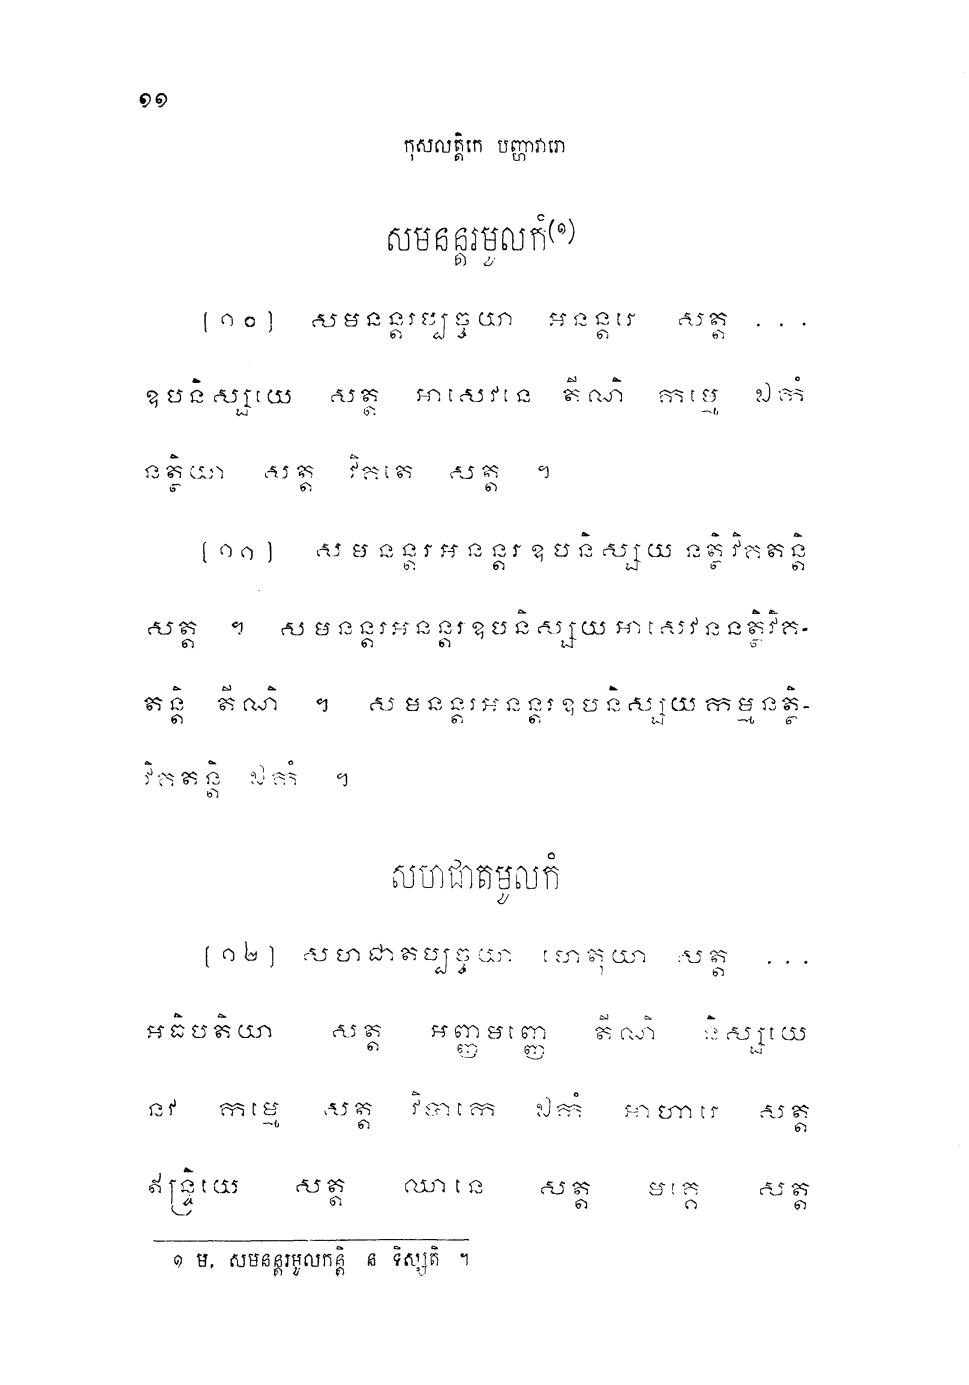 ១១
កុសលត្តិកេ បញ្ហាវារោ
សមនន្តរមូលកំ(១)
[១០] សមនន្តរប្បច្ចយា អនន្តរេ សត្ត ...
ឧបនិស្សយេ សត្ត អាសេវនេ តីណិ កម្មេ ឯកំ
នត្ថិយា សត្ត វិគតេ សត្ត ។
[១១] សមនន្តរអនន្តរឧបនិស្សយនត្ថិវិគតន្តិ
សត្ត ។ សមនន្តរអនន្តរឧបនិស្សយអាសេវននត្ថិវិគ-
តន្តិ តីណិ ។ សមនន្តរអនន្តរឧបនិស្សយកម្មនត្ថិ-
វិគតន្តិ ឯកំ ។
សហជាតមូលកំ
[១២] សហជាតប្បច្ចយា ហេតុយា សត្ត ...
អធិបតិយា សត្ត អញ្ញមញ្ញេ តីណិ និស្សយេ
នវ កម្មេ សត្ត វិបាកេ ឯកំ អាហារេ សត្ត
ឥន្ទ្រិយេ សត្ត ឈានេ សត្ត មគ្គេ សត្ត
១ ម. សមនន្តរមូលកន្តិ ន ទិស្សតិ ។